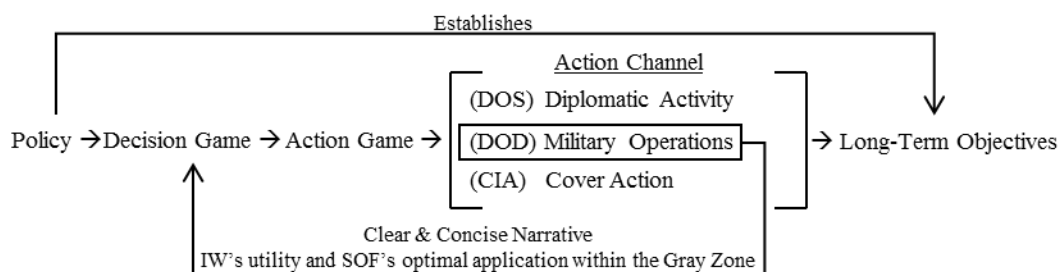 Establishes
Action Channel
(DOS) Diplomatic Activity
Policy → Decision Game → Action Game → (DOD) Military Operations → Long-Term Objectives
(CIA) Cover Action
Clear & Concise Narrative
IW's utility and SOF's optimal application within the Gray Zone